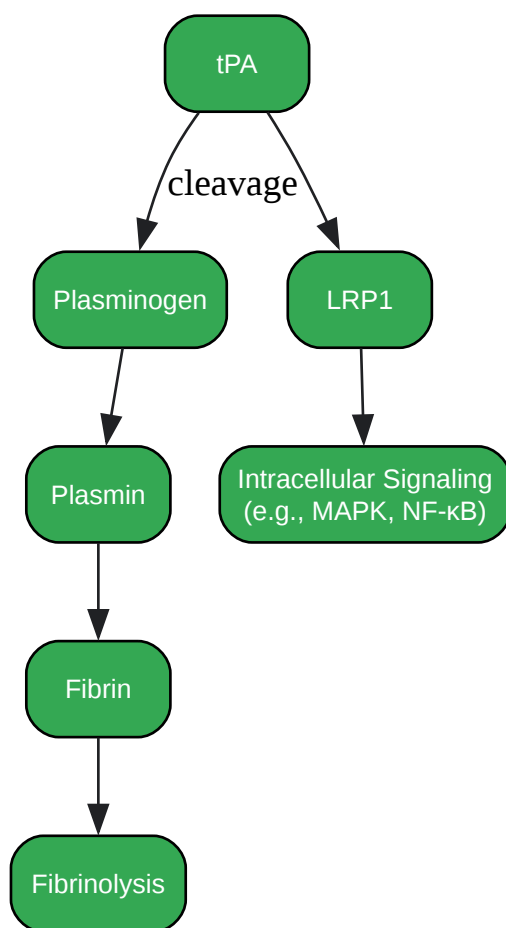 tPA
cleavage
Plasminogen
LRP1
Plasmin
Intracellular Signaling
(e.g., MAPK, NF-κB)
Fibrin
Fibrinolysis